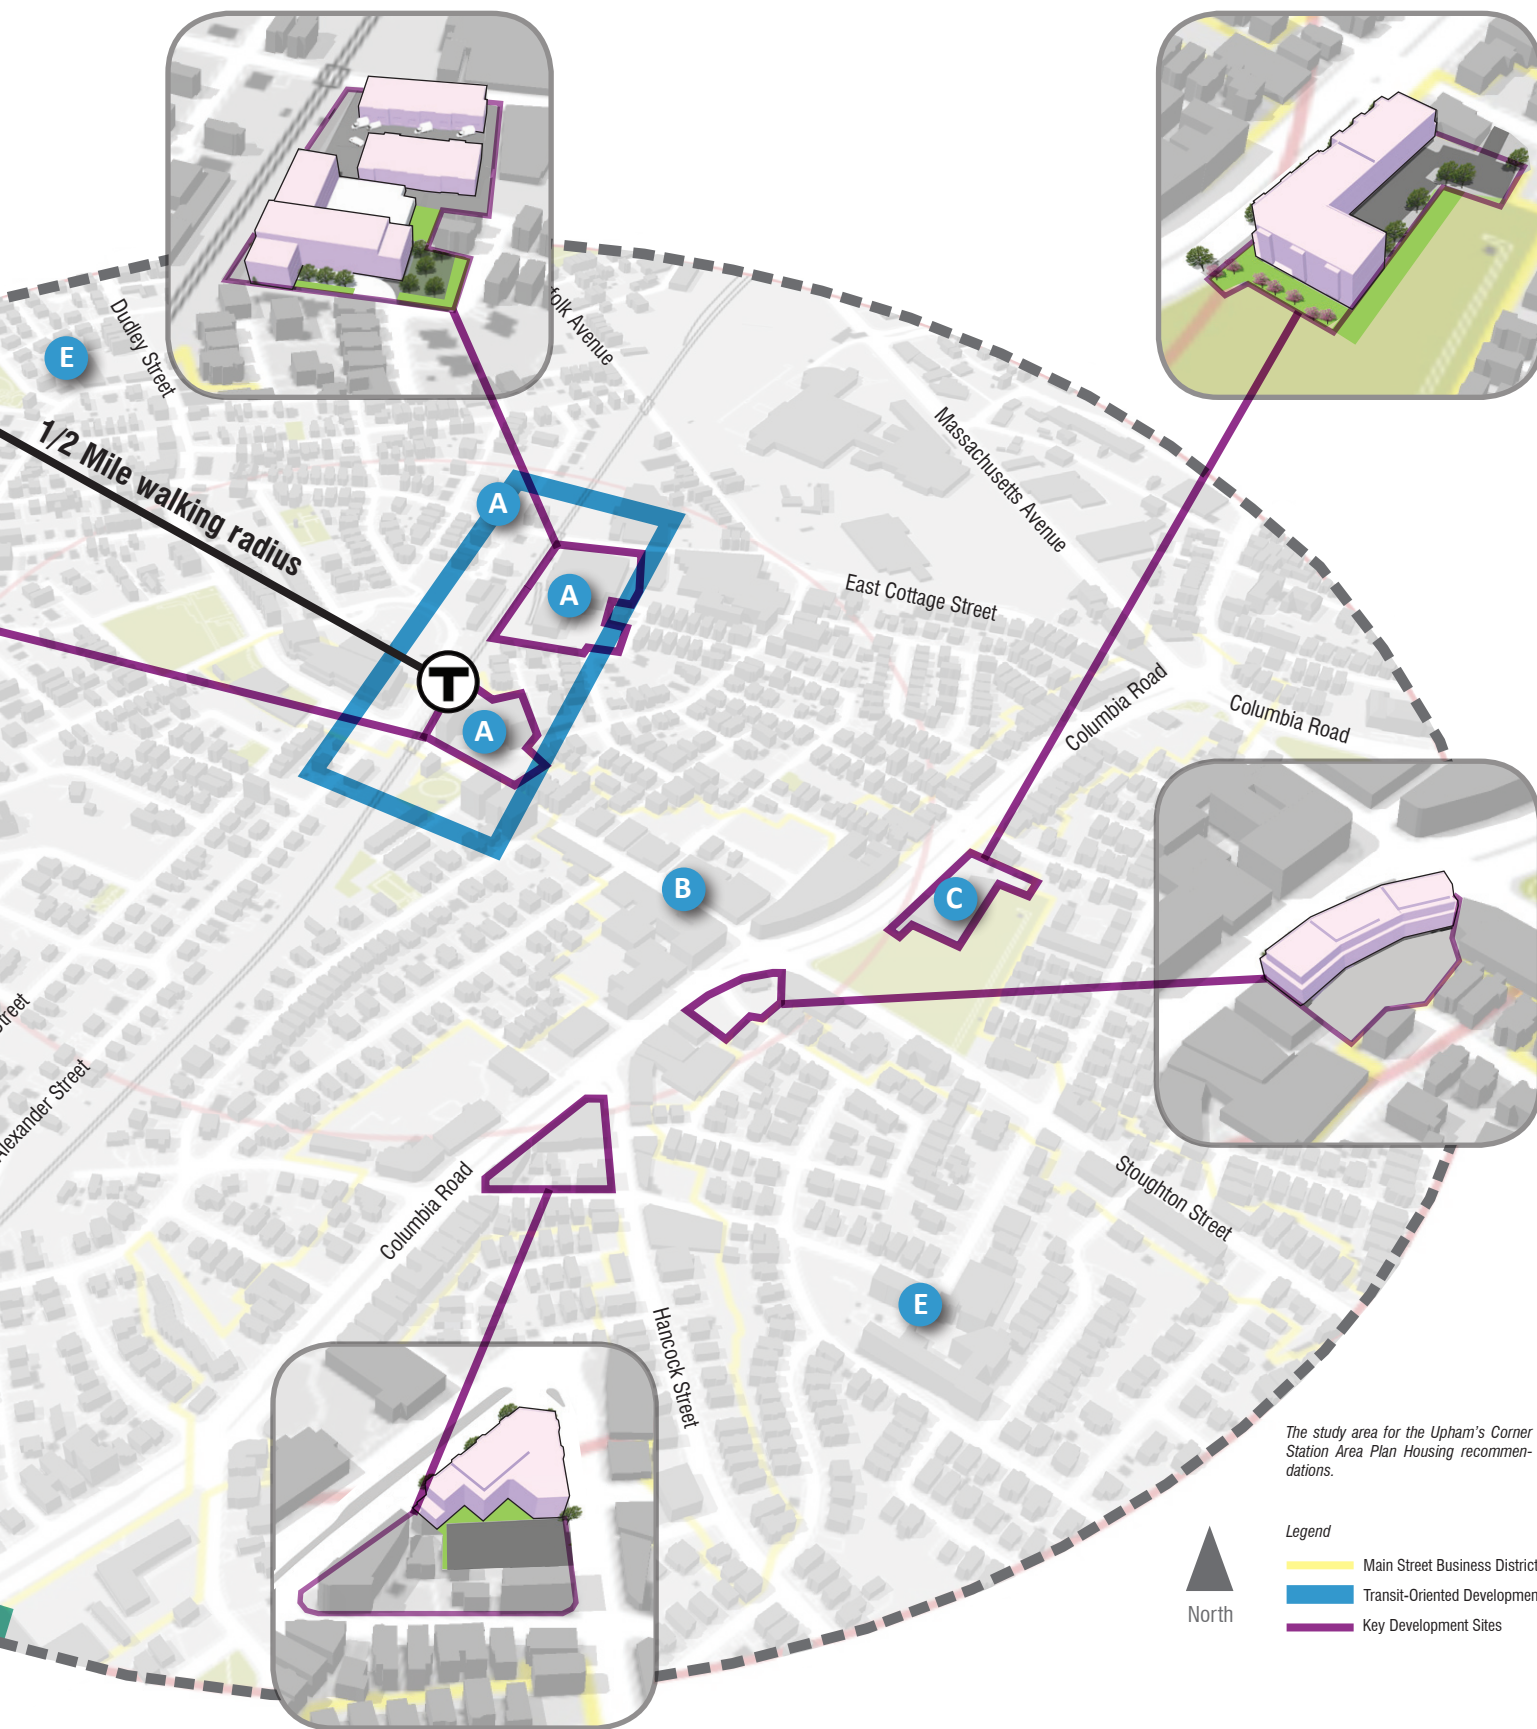 Dudley Street
folk Avenue
E
1/2 Mile walking radius
Massachusetts Avenue
A
A
East Cottage Street
T
A
Columbia Road
Columbia Road
B
C
Street
Alexander Street
Columbia Road
Stoughton Street
E
Hancock Street
The study area for the Upham's Corner
Station Area Plan Housing recommen-
dations.
Legend
Main Street Business District
Transit-Oriented Developmen
Key Development Sites
North